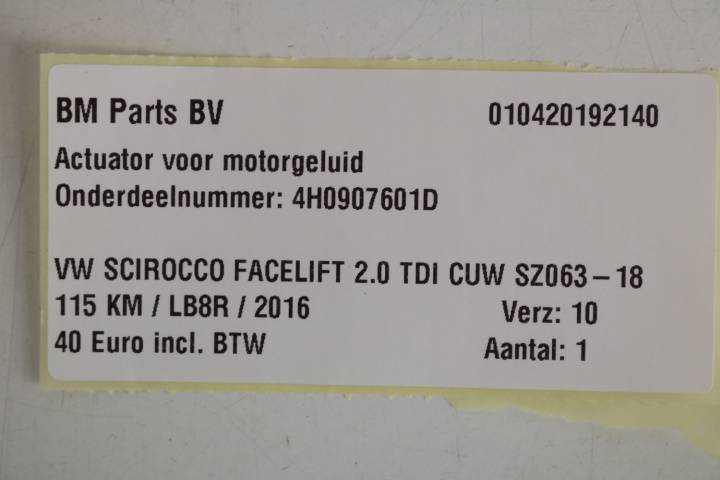 BM Parts BV 010420192140
Actuator voor motorgeluid
Onderdeelnummer: 4H0907601D
VW SCIROCCO FACELIFT 2.0 TDI CUW SZ063-18
115 KM / LB8R / 2016 Verz: 10
40 Euro incl. BTW Aantal: 1